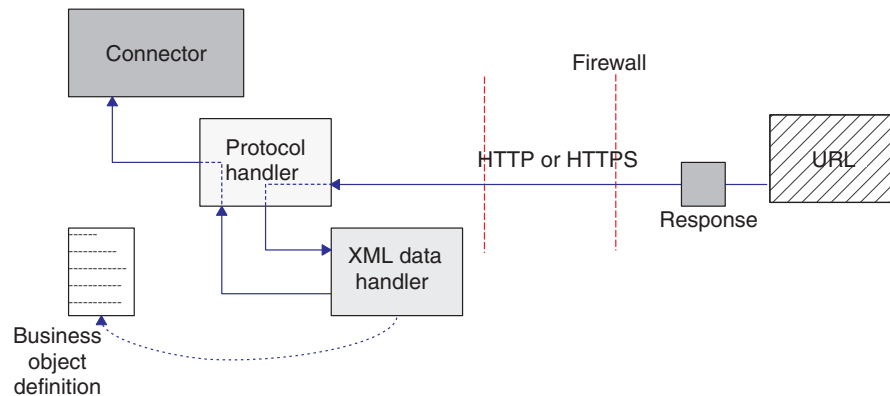 Connector
Firewall
Protocol
handler
HTTP or HTTPS
URL
Response
XML data
handler
Business
object
definition